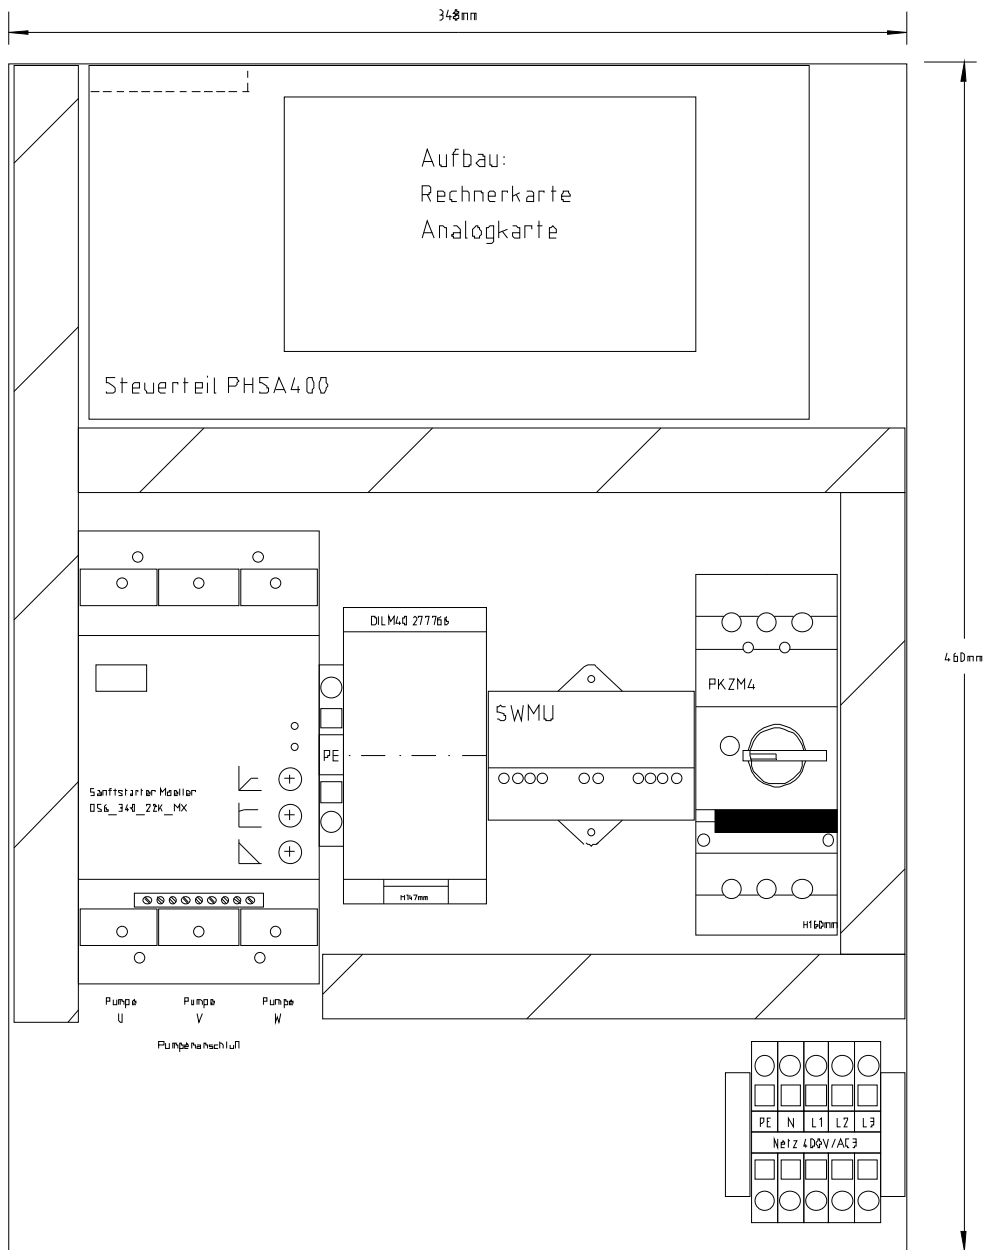 348mm
Aufbau:
Rechnerkarte
Analogkarte
Steuerteil PHSA400
460mm
DILM40 277766
PKZM4
SWMU
PE
Sanftstarter Moeller
DS6_340_22K_MX
H147mm
H160mm
Pumpe Pumpe Pumpe
U V W
Pumpenanschluß
PE N L1 L2 L3
Netz 400V/AC3